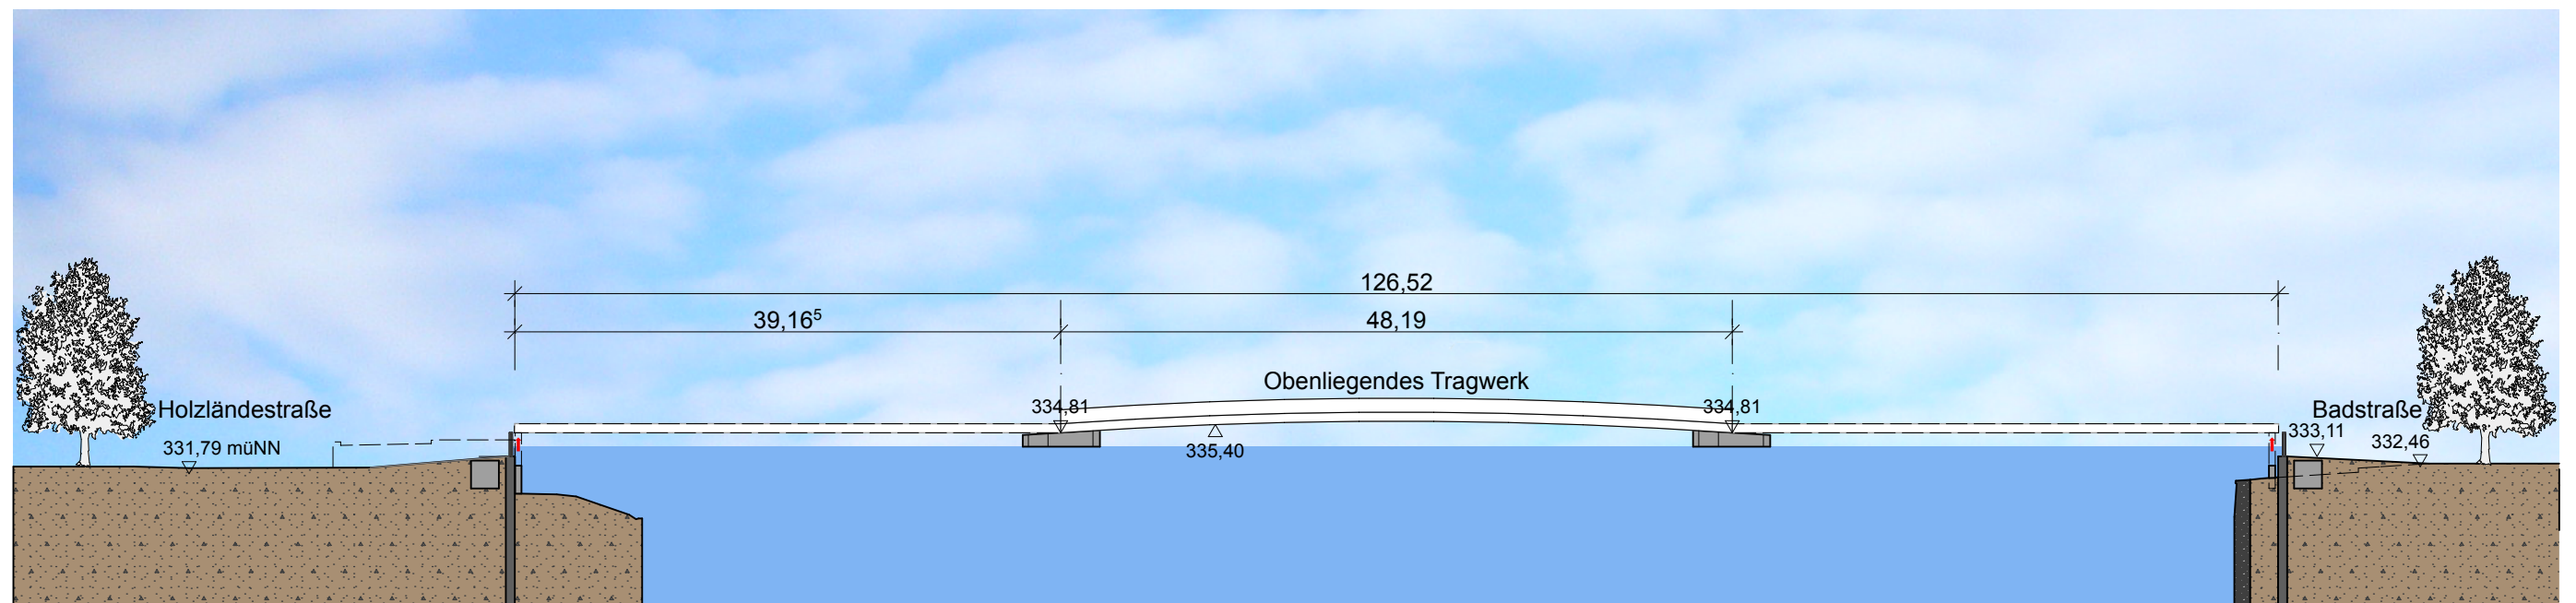 126,52
39,16⁵
48,19
Obenliegendes Tragwerk
334,81
334,81
335,40
Holzländestraße
331,79 müNN
Badstraße
333,11
332,46